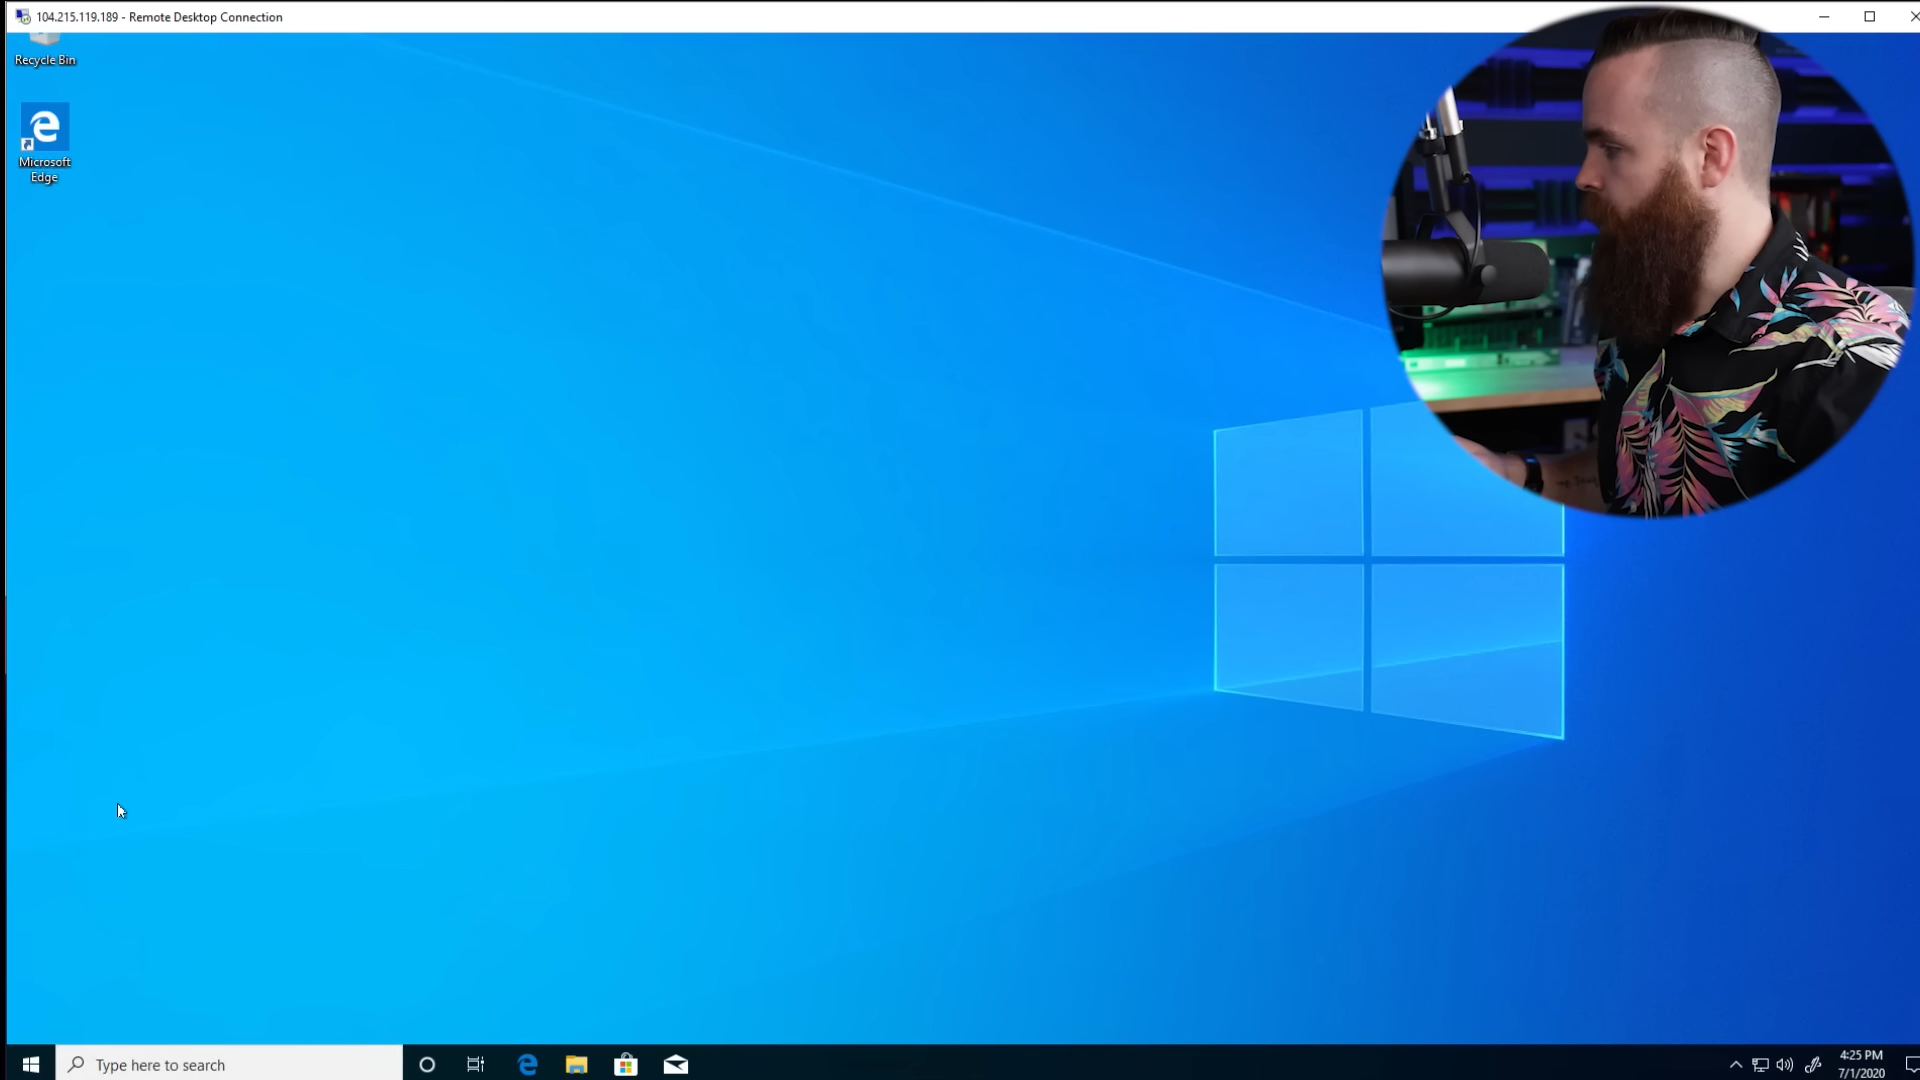 104.215.119.189 - Remote Desktop Connection
Recycle Bin
Microsoft
Edge
Type here to search
4:25 PM
7/1/2020